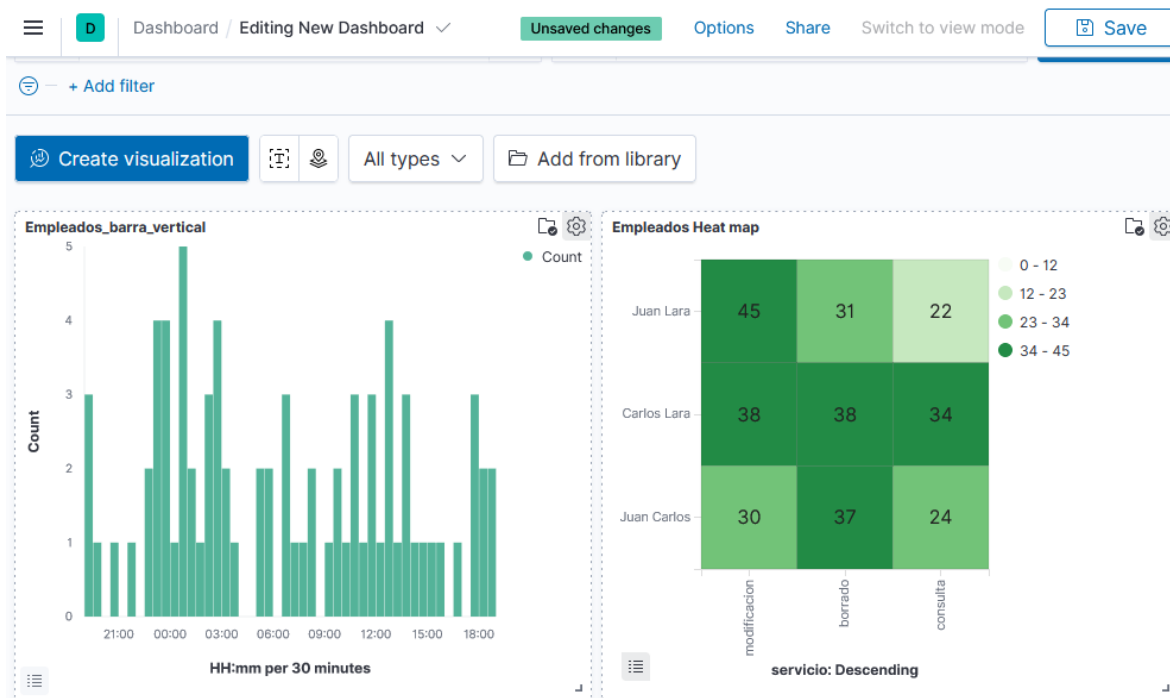 D Dashboard / Editing New Dashboard Unsaved changes Options Share Switch to view mode Save
+ Add filter
Create visualization T All types Add from library
Empleados_barra_vertical
Count
5
4
3
2
1
0
Count
21:00 00:00 03:00 06:00 09:00 12:00 15:00 18:00
HH:mm per 30 minutes
Empleados Heat map
0 - 12
12 - 23
23 - 34
34 - 45
Juan Lara 45 31 22
Carlos Lara 38 38 34
Juan Carlos 30 37 24
modificacion borrado consulta
servicio: Descending